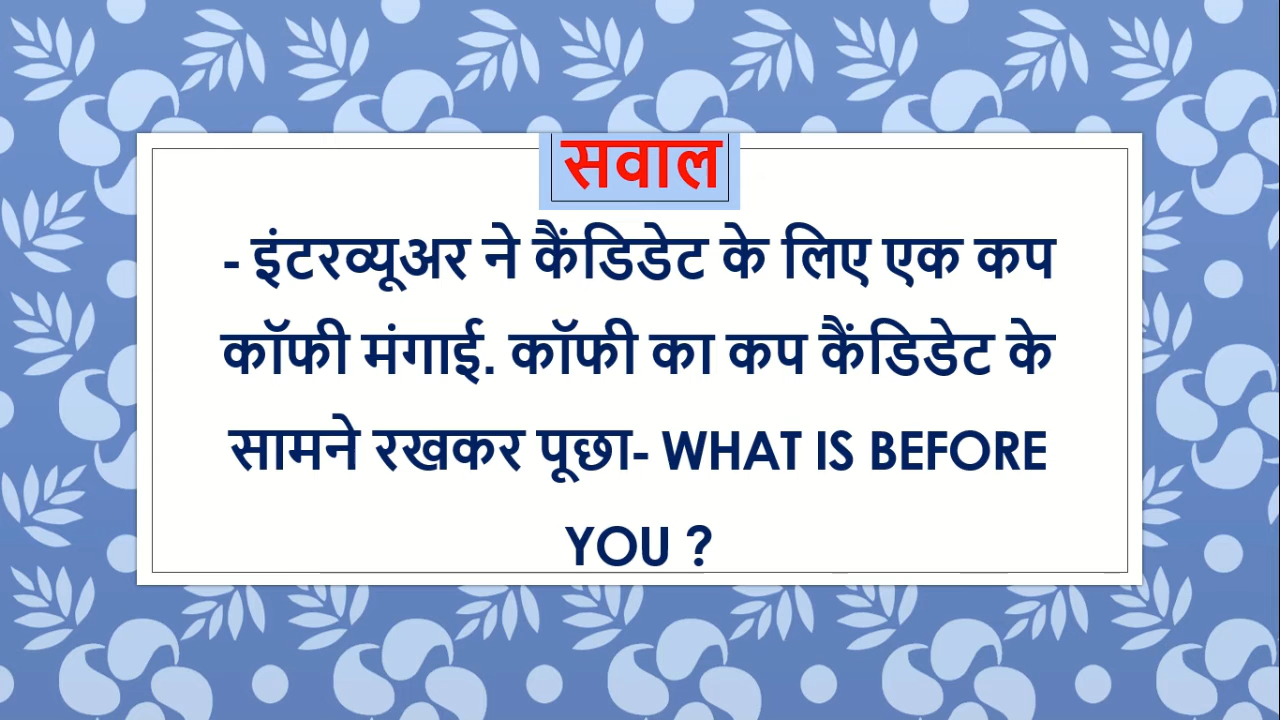 सवाल
- इंटरव्यूअर ने कैंडिडेट के लिए एक कप
कॉफी मंगाई. कॉफी का कप कैंडिडेट के
सामने रखकर पूछा- WHAT IS BEFORE
YOU ?